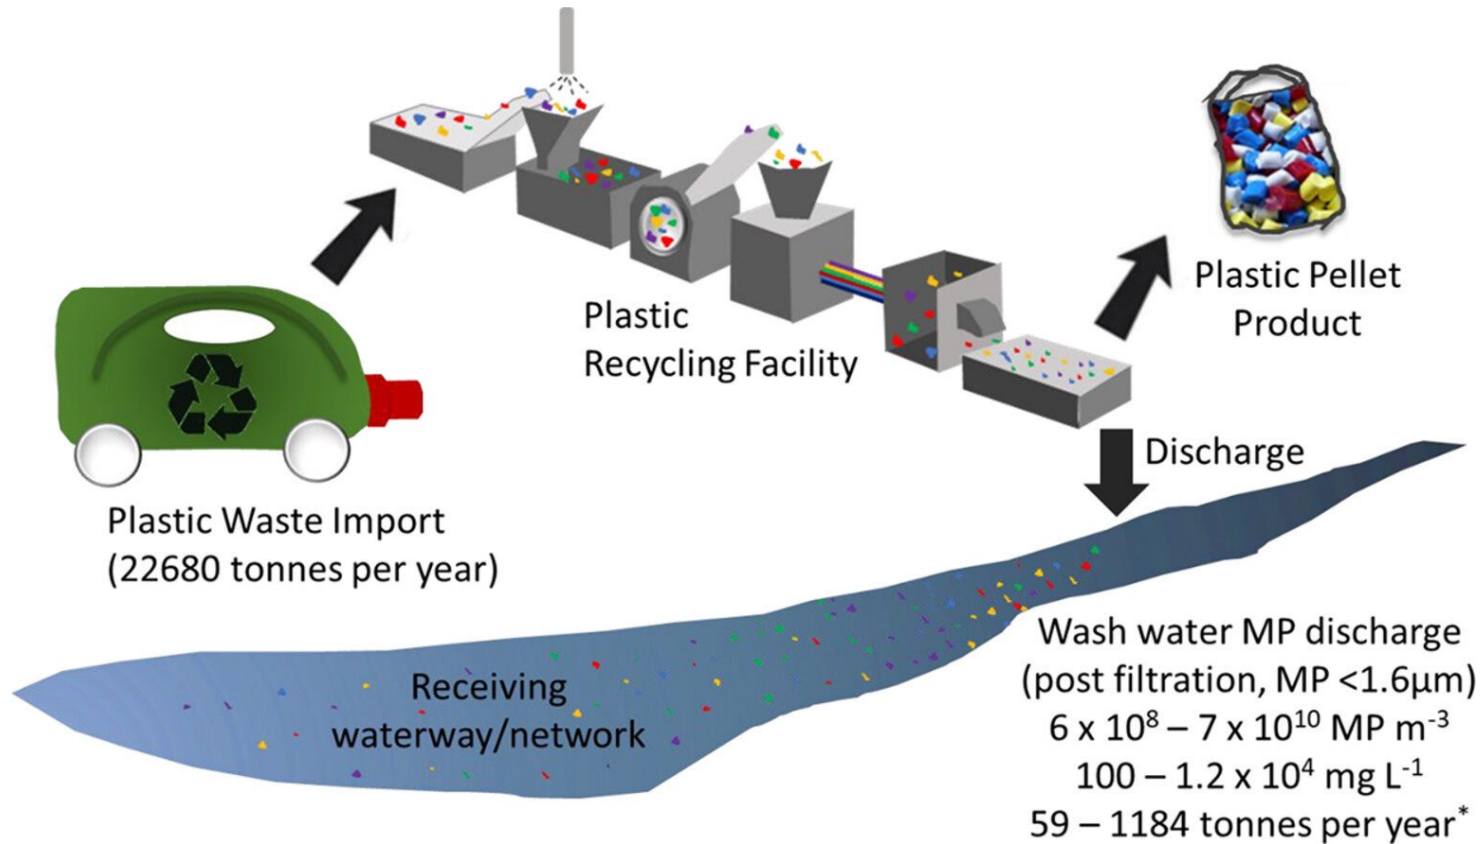 Plastic
Recycling Facility
Plastic Pellet
Product
Plastic Waste Import
(22680 tonnes per year)
Discharge
Receiving
waterway/network
Wash water MP discharge
(post filtration, MP <1.6µm)
6 x 10⁸ – 7 x 10¹⁰ MP m⁻³
100 – 1.2 x 10⁴ mg L⁻¹
59 – 1184 tonnes per year*